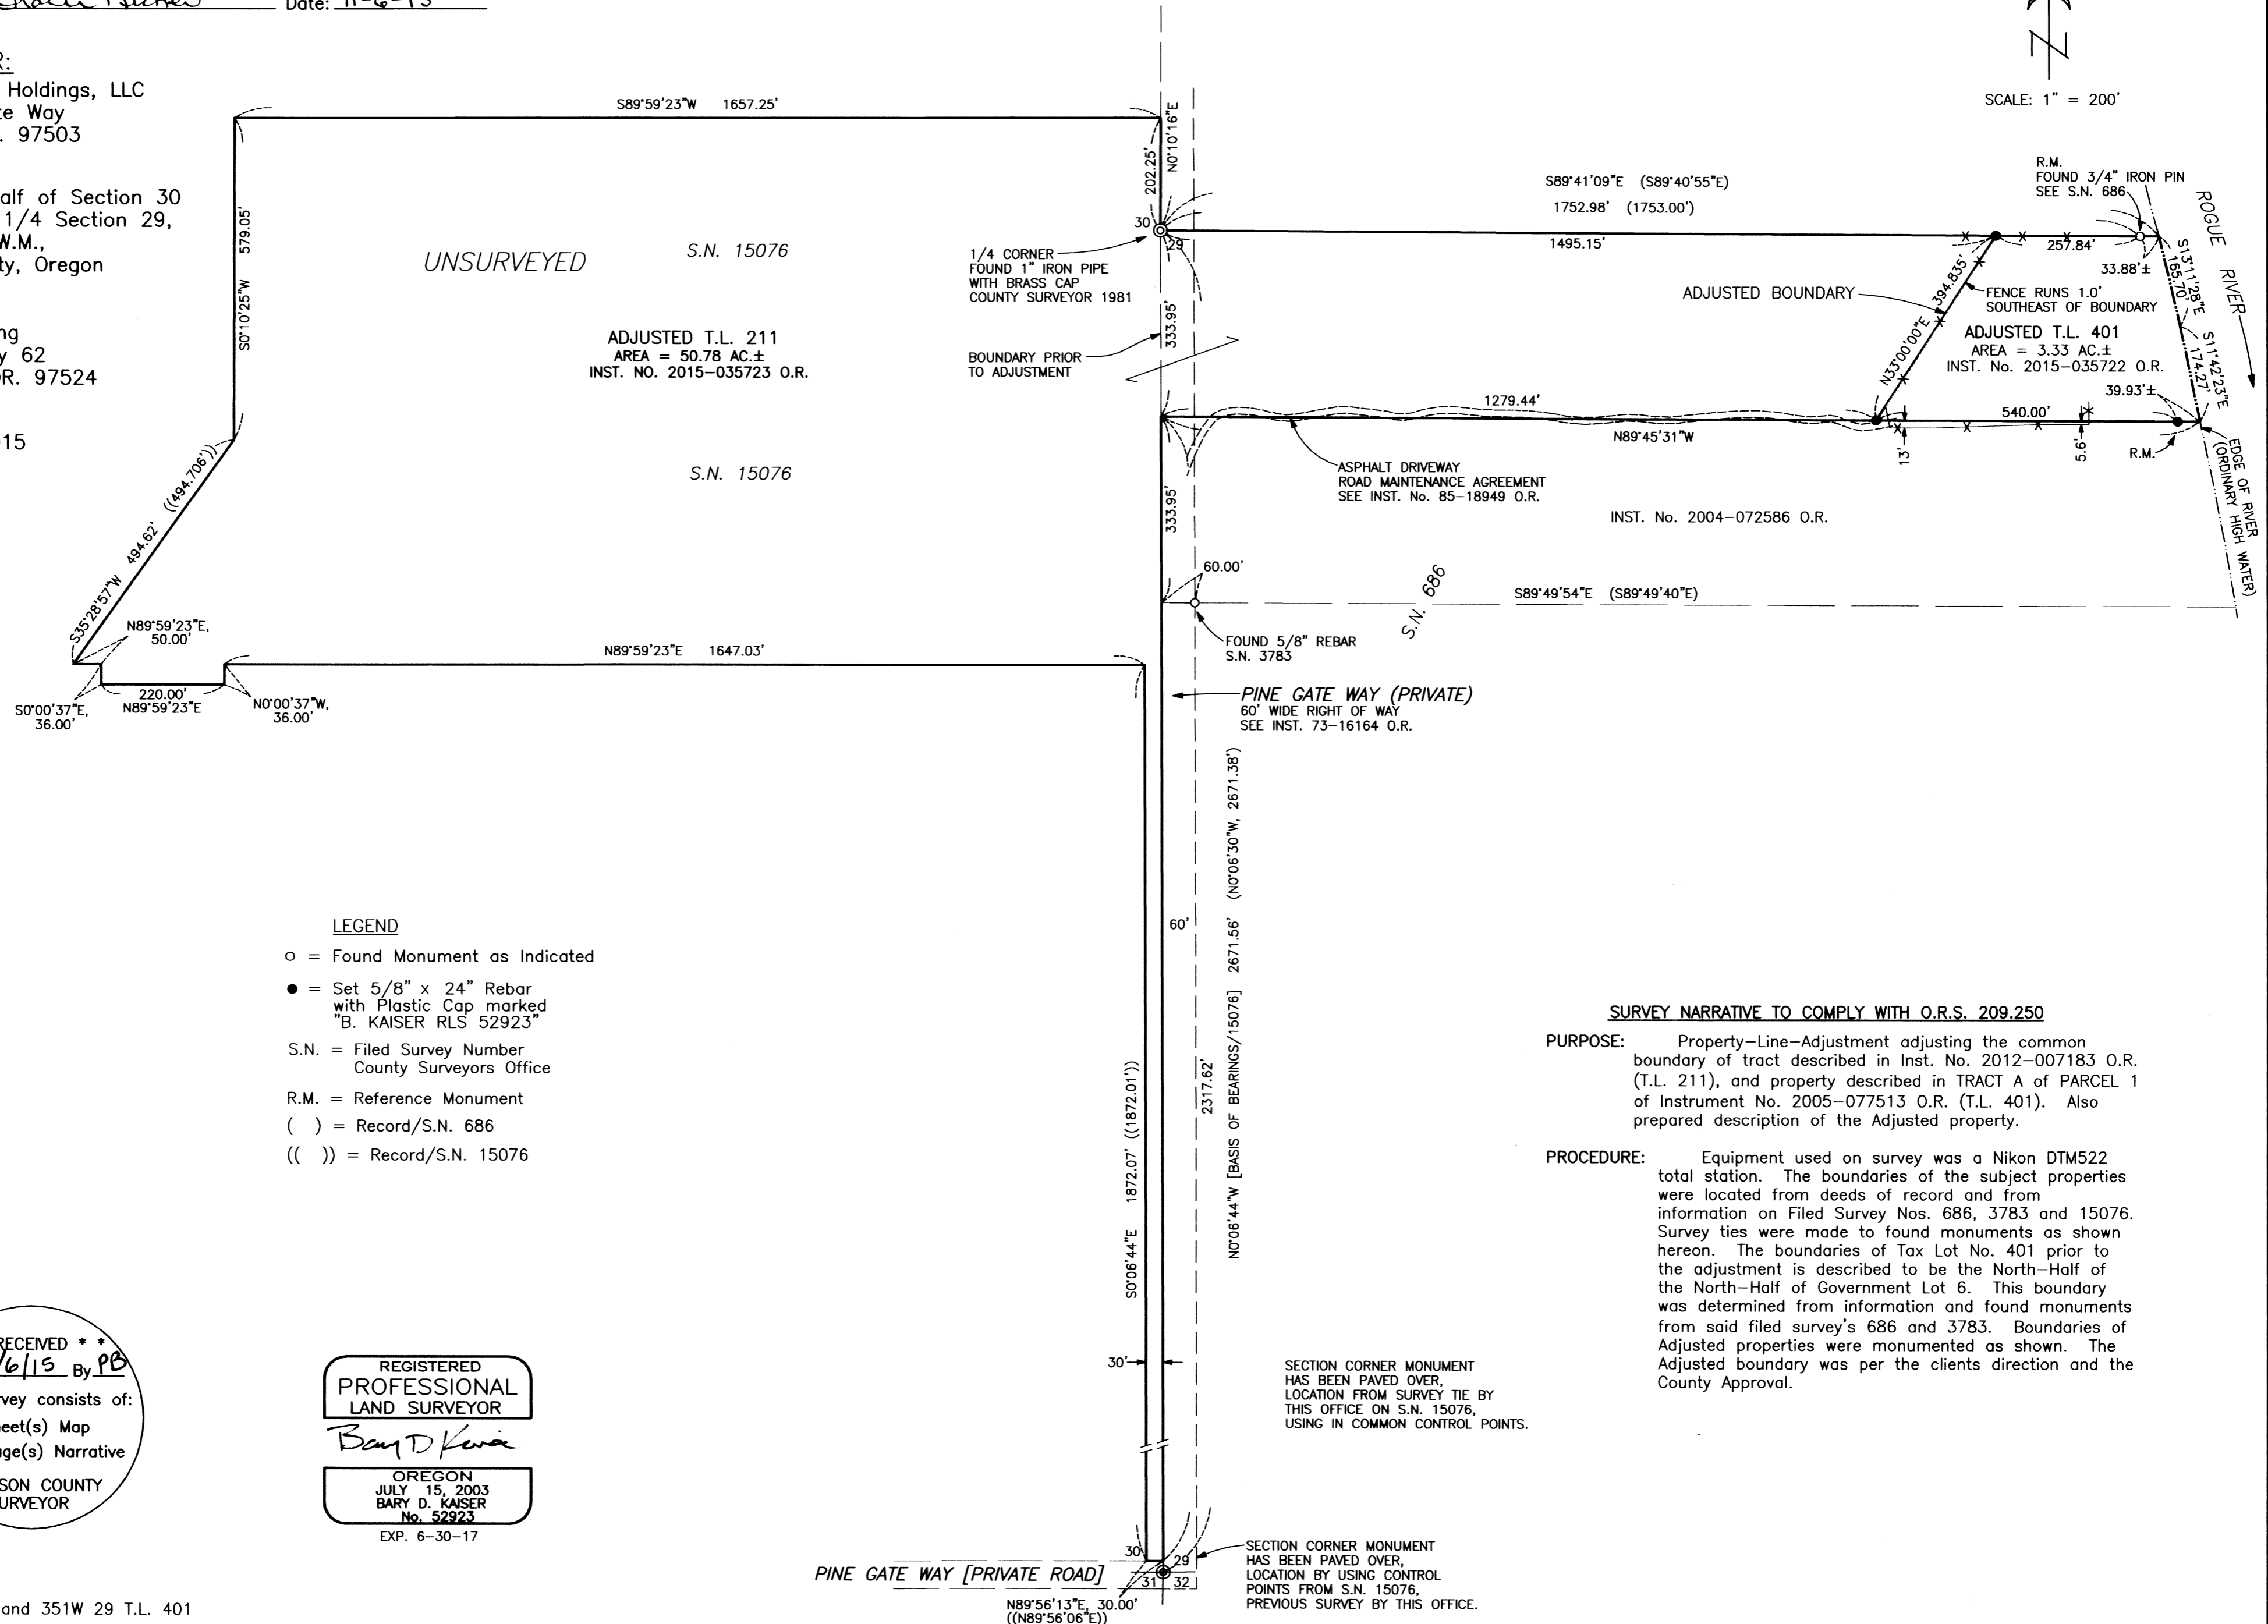 Date: 11-6-15
R:
Holdings, LLC
te Way
. 97503
alf of Section 30
1/4 Section 29,
W.M.,
ty, Oregon
ng
y 62
OR. 97524
015
SCALE: 1" = 200'
S89°59'23"W 1657.25'
N0°10'16"E
202.25'
S0°10'25"W 579.05'
UNSURVEYED
S.N. 15076
ADJUSTED T.L. 211
AREA = 50.78 AC.±
INST. NO. 2015-035723 O.R.
S.N. 15076
30
29
1/4 CORNER
FOUND 1" IRON PIPE
WITH BRASS CAP
COUNTY SURVEYOR 1981
333.95'
BOUNDARY PRIOR
TO ADJUSTMENT
S89°41'09"E (S89°40'55"E)
1752.98' (1753.00')
1495.15'
257.84'
R.M.
FOUND 3/4" IRON PIN
SEE S.N. 686
33.88'±
ROGUE RIVER
S13°11'28"E
165.70'
S11°42'23"E
174.27'
ADJUSTED BOUNDARY
N33°00'00"E 394.835'
FENCE RUNS 1.0'
SOUTHEAST OF BOUNDARY
ADJUSTED T.L. 401
AREA = 3.33 AC.±
INST. No. 2015-035722 O.R.
39.93'±
1279.44'
540.00'
N89°45'31"W
13'
5.6'
R.M.
EDGE OF RIVER
(ORDINARY HIGH WATER)
ASPHALT DRIVEWAY
ROAD MAINTENANCE AGREEMENT
SEE INST. No. 85-18949 O.R.
INST. No. 2004-072586 O.R.
333.95'
60.00'
S.N. 686
S89°49'54"E (S89°49'40"E)
FOUND 5/8" REBAR
S.N. 3783
S35°28'57"W 494.62' ((494.706'))
N89°59'23"E,
50.00'
N89°59'23"E 1647.03'
220.00'
N89°59'23"E
S0°00'37"E,
36.00'
N0°00'37"W,
36.00'
PINE GATE WAY (PRIVATE)
60' WIDE RIGHT OF WAY
SEE INST. 73-16164 O.R.
LEGEND
o = Found Monument as Indicated
● = Set 5/8" x 24" Rebar
with Plastic Cap marked
"B. KAISER RLS 52923"
S.N. = Filed Survey Number
County Surveyors Office
R.M. = Reference Monument
( ) = Record/S.N. 686
(( )) = Record/S.N. 15076
60'
N0°06'44"W [BASIS OF BEARINGS/15076] 2671.56' (N0°06'30"W, 2671.38')
2317.62'
S0°06'44"E 1872.07' ((1872.01'))
30'
SURVEY NARRATIVE TO COMPLY WITH O.R.S. 209.250
PURPOSE: Property-Line-Adjustment adjusting the common
boundary of tract described in Inst. No. 2012-007183 O.R.
(T.L. 211), and property described in TRACT A of PARCEL 1
of Instrument No. 2005-077513 O.R. (T.L. 401). Also
prepared description of the Adjusted property.
PROCEDURE: Equipment used on survey was a Nikon DTM522
total station. The boundaries of the subject properties
were located from deeds of record and from
information on Filed Survey Nos. 686, 3783 and 15076.
Survey ties were made to found monuments as shown
hereon. The boundaries of Tax Lot No. 401 prior to
the adjustment is described to be the North-Half of
the North-Half of Government Lot 6. This boundary
was determined from information and found monuments
from said filed survey's 686 and 3783. Boundaries of
Adjusted properties were monumented as shown. The
Adjusted boundary was per the clients direction and the
County Approval.
RECEIVED * *
/6/15 By PB
rvey consists of:
eet(s) Map
age(s) Narrative
SON COUNTY
URVEYOR
REGISTERED
PROFESSIONAL
LAND SURVEYOR
OREGON
JULY 15, 2003
BARY D. KAISER
No. 52923
EXP. 6-30-17
SECTION CORNER MONUMENT
HAS BEEN PAVED OVER,
LOCATION FROM SURVEY TIE BY
THIS OFFICE ON S.N. 15076,
USING IN COMMON CONTROL POINTS.
SECTION CORNER MONUMENT
HAS BEEN PAVED OVER,
LOCATION BY USING CONTROL
POINTS FROM S.N. 15076,
PREVIOUS SURVEY BY THIS OFFICE.
30
29
31
32
PINE GATE WAY [PRIVATE ROAD]
N89°56'13"E, 30.00'
((N89°56'06"E))
and 351W 29 T.L. 401